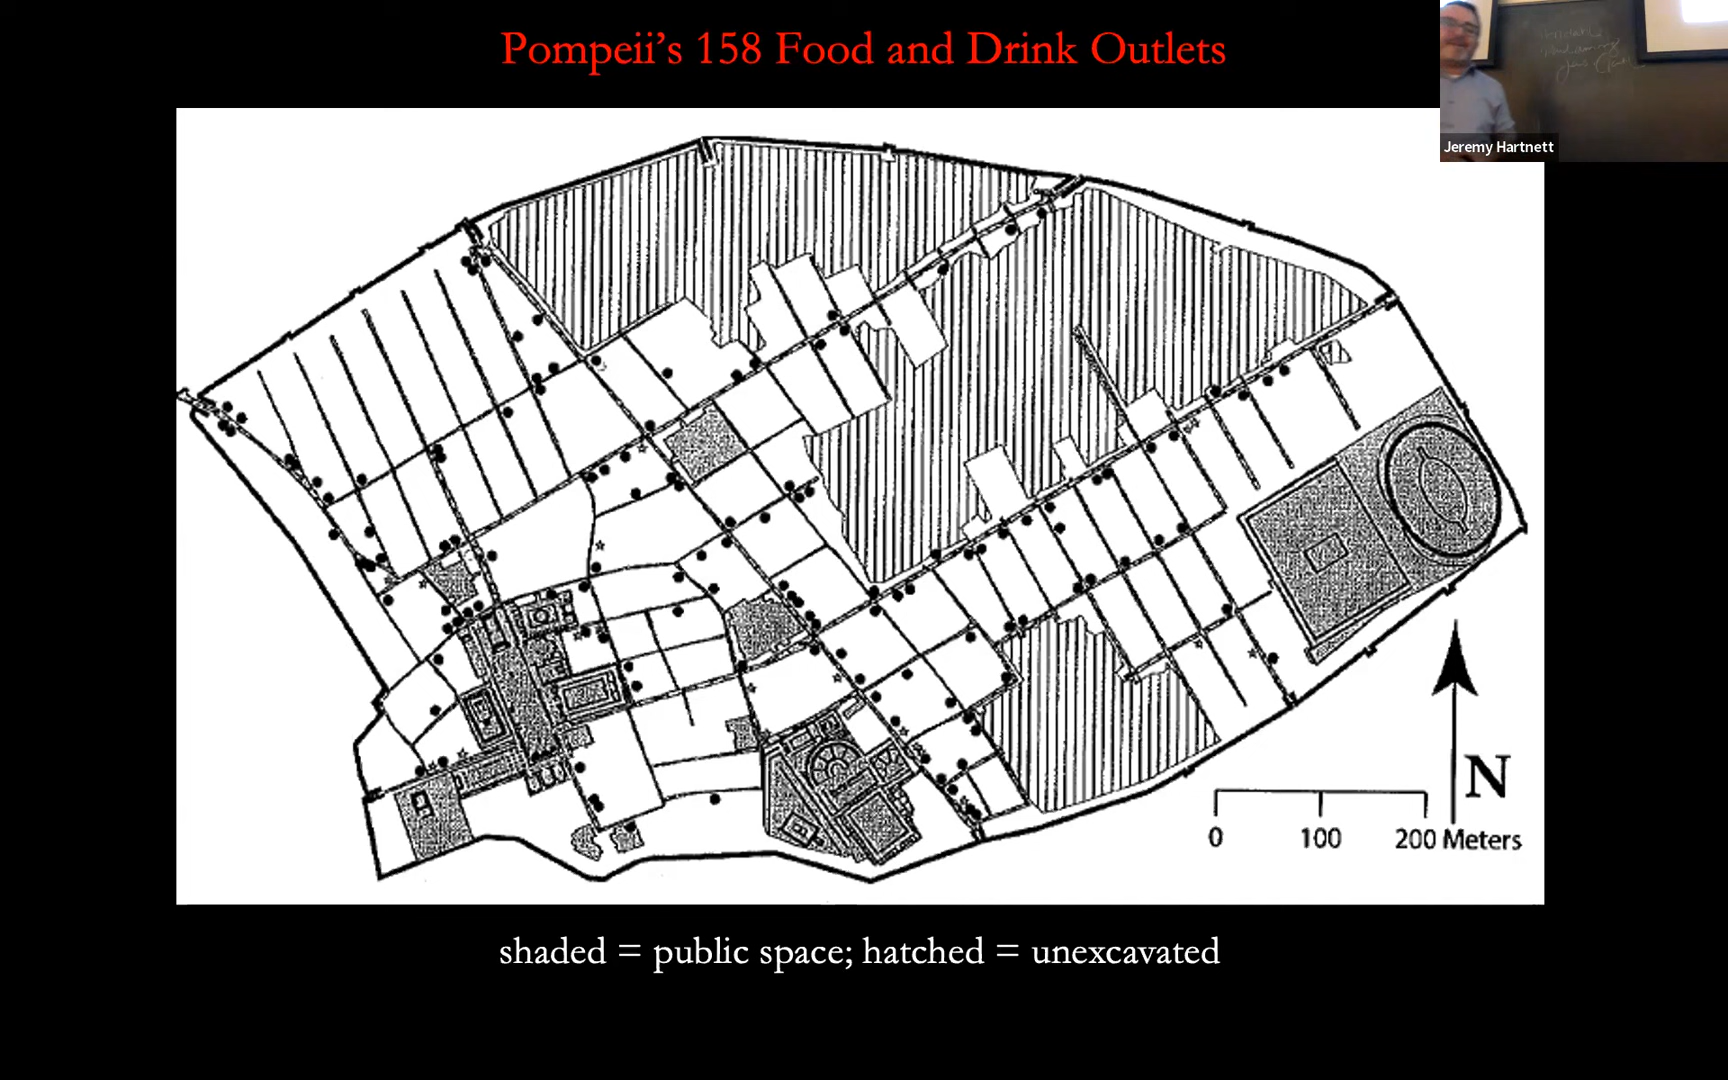 Pompeii’s 158 Food and Drink Outlets
Jeremy Hartnett
N
0 100 200 Meters
shaded = public space; hatched = unexcavated